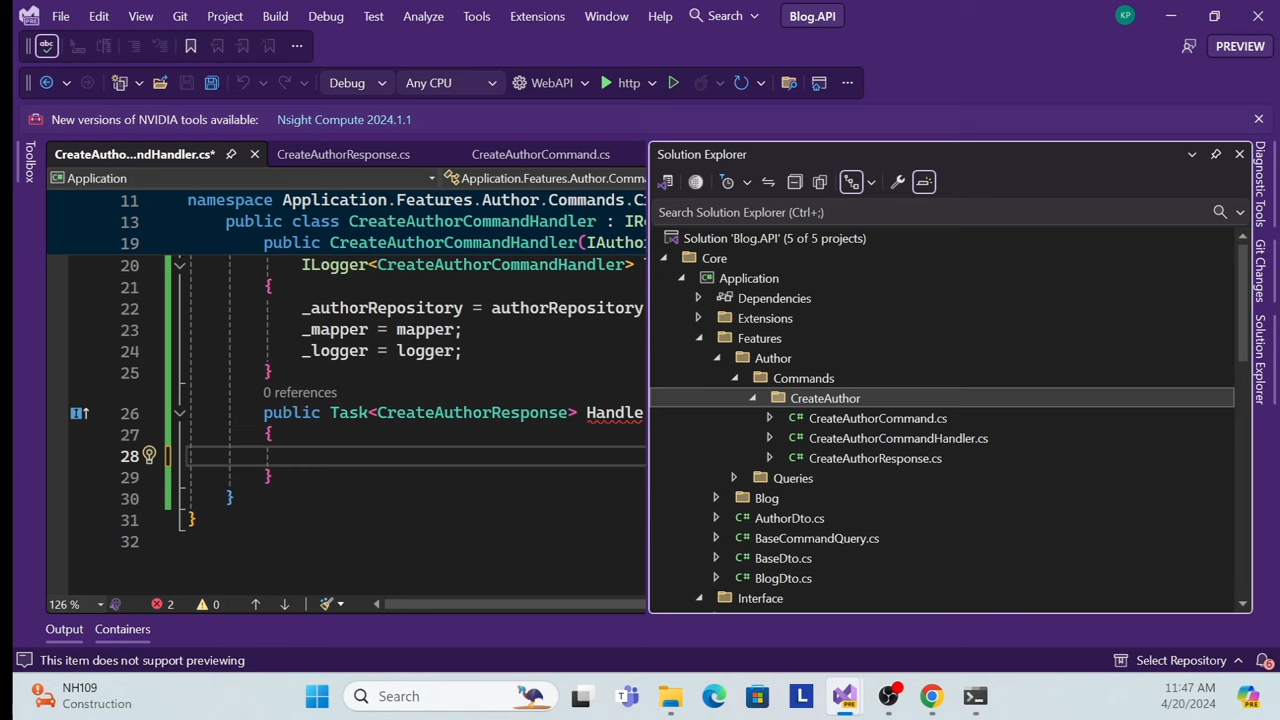 File Edit View Git Project Build Debug Test Analyze Tools Extensions Window Help Search Blog.API KP
abc PREVIEW
Debug Any CPU WebAPI http
New versions of NVIDIA tools available: Nsight Compute 2024.1.1
Toolbox
CreateAutho...ndHandler.cs* CreateAuthorResponse.cs CreateAuthorCommand.cs
Application Application.Features.Author.Comma
11 namespace Application.Features.Author.Commands.C
13 public class CreateAuthorCommandHandler : IRe
19 public CreateAuthorCommandHandler(IAutho
20 ILogger<CreateAuthorCommandHandler>
21 {
22 _authorRepository = authorRepository
23 _mapper = mapper;
24 _logger = logger;
25 }
0 references
26 public Task<CreateAuthorResponse> Handle
27 {
28
29 }
30 }
31 }
32
126 % 2 0
Solution Explorer
Search Solution Explorer (Ctrl+;)
Solution 'Blog.API' (5 of 5 projects)
Core
C# Application
Dependencies
Extensions
Features
Author
Commands
CreateAuthor
C# CreateAuthorCommand.cs
C# CreateAuthorCommandHandler.cs
C# CreateAuthorResponse.cs
Queries
Blog
C# AuthorDto.cs
C# BaseCommandQuery.cs
C# BaseDto.cs
C# BlogDto.cs
Interface
Diagnostic Tools
Git Changes
Solution Explorer
Output Containers
This item does not support previewing Select Repository 6
NH109
Construction
Search
L
PRE
11:47 AM
4/20/2024
PRE